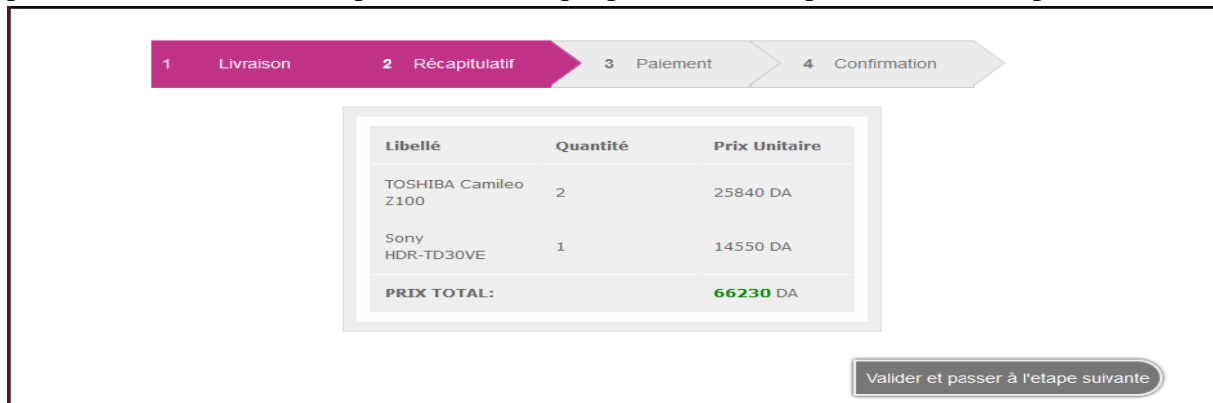 1 Livraison 2 Récapitulatif 3 Paiement 4 Confirmation
Libellé Quantité Prix Unitaire
TOSHIBA Camileo
Z100 2 25840 DA
Sony
HDR-TD30VE 1 14550 DA
PRIX TOTAL: 66230 DA
Valider et passer à l'etape suivante